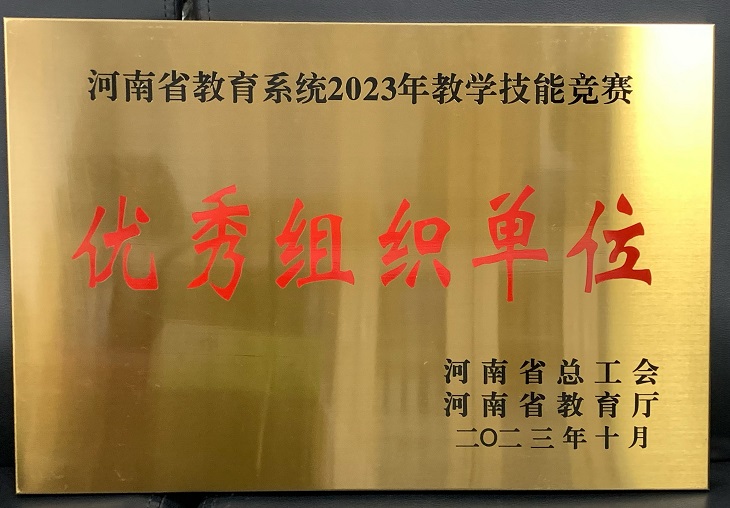 河南省教育系统2023年教学技能竞赛
优秀组织单位
河南省总工会
河南省教育厅
二〇二三年十月